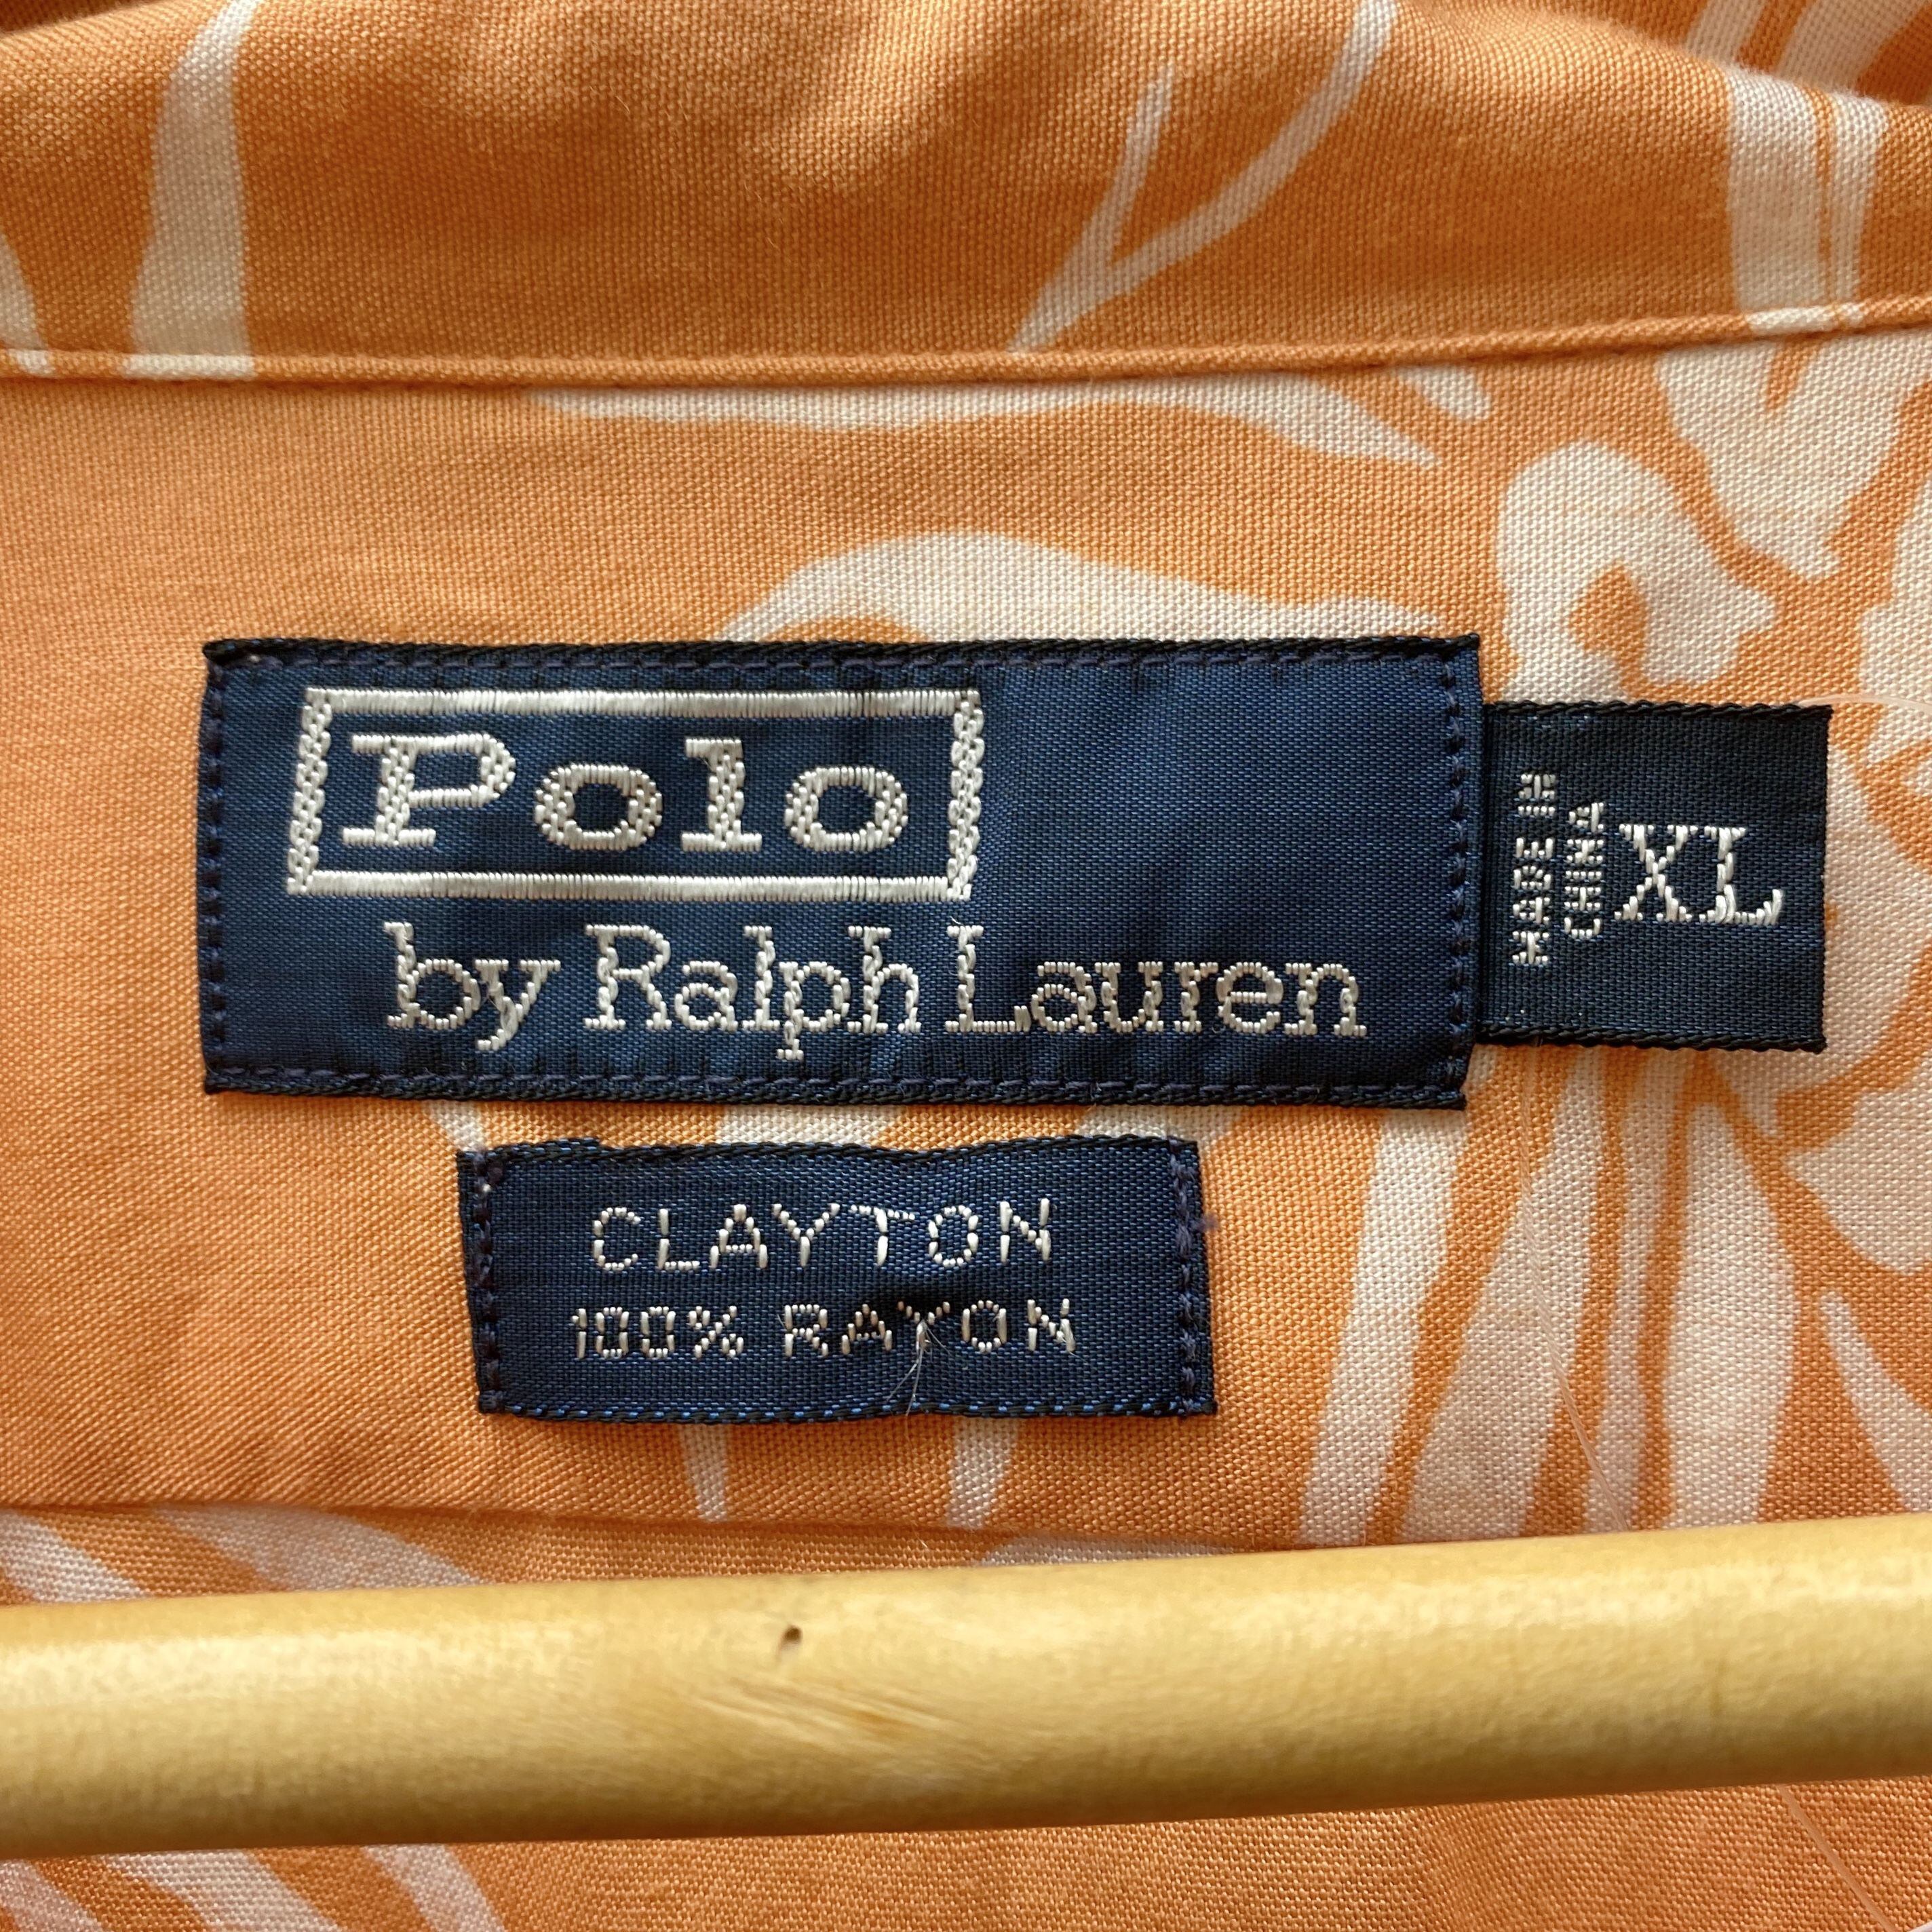 Polo
by Ralph Lauren
MADE IN
CHINA
XL
CLAYTON
100% RAYON